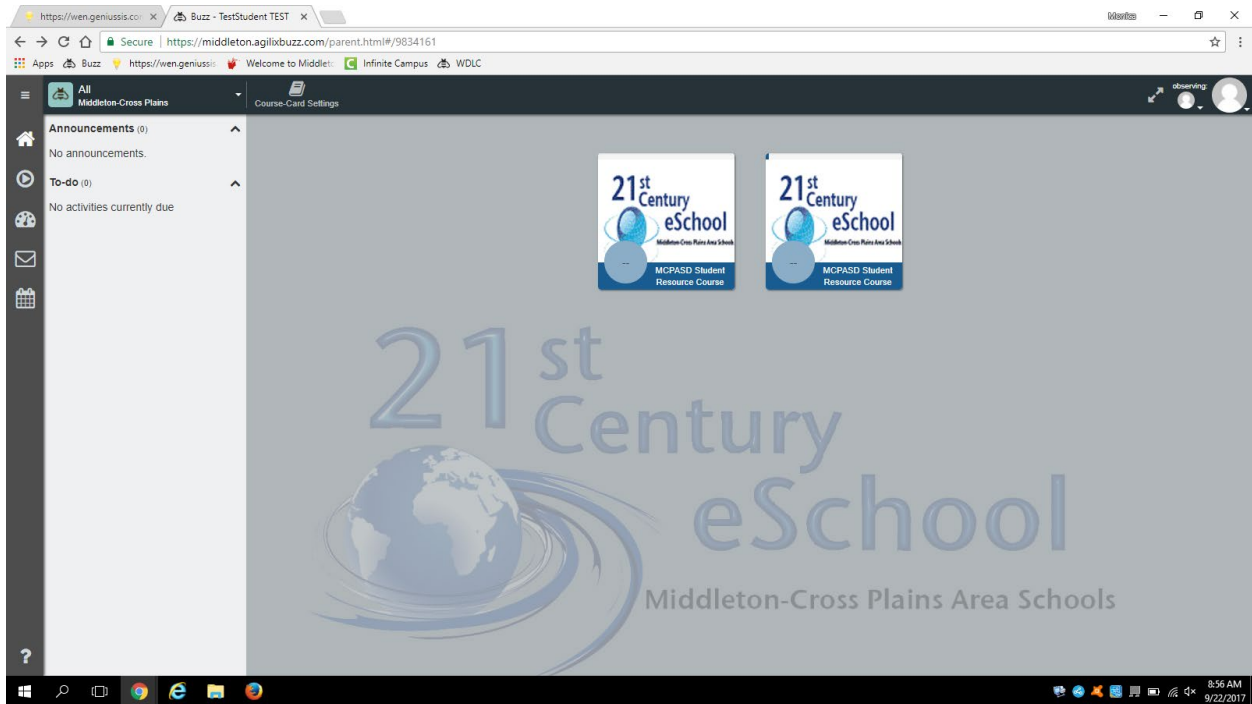 https://wen.geniussis.con
Buzz - TestStudent TEST
Monica
Secure | https://middleton.agilixbuzz.com/parent.html#/9834161
Apps Buzz https://wen.geniussis Welcome to Middlet Infinite Campus WDLC
All
Middleton-Cross Plains
Course-Card Settings
observing:
Announcements (0)
No announcements.
To-do (0)
No activities currently due
21st
Century
eSchool
Middleton-Cross Plains Area Schools
--
MCPASD Student
Resource Course
21st
Century
eSchool
Middleton-Cross Plains Area Schools
--
MCPASD Student
Resource Course
21st
Century
eSchool
Middleton-Cross Plains Area Schools
?
8:56 AM
9/22/2017